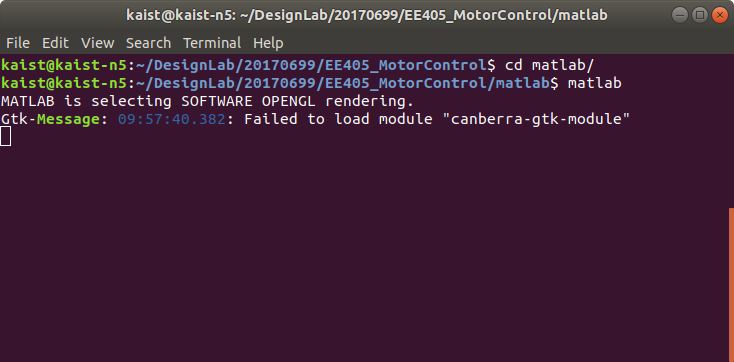 kaist@kaist-n5: ~/DesignLab/20170699/EE405_MotorControl/matlab
File Edit View Search Terminal Help
kaist@kaist-n5:~/DesignLab/20170699/EE405_MotorControl$ cd matlab/
kaist@kaist-n5:~/DesignLab/20170699/EE405_MotorControl/matlab$ matlab
MATLAB is selecting SOFTWARE OPENGL rendering.
Gtk-Message: 09:57:40.382: Failed to load module "canberra-gtk-module"